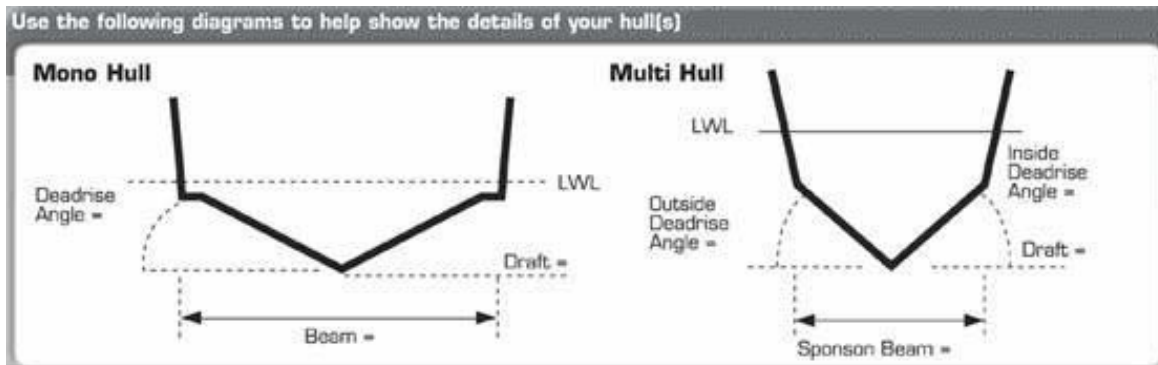 Use the following diagrams to help show the details of your hull(s)
Mono Hull
Deadrise
Angle =
LWL
Draft =
Beam =
Multi Hull
LWL
Outside
Deadrise
Angle =
Inside
Deadrise
Angle =
Draft =
Sponson Beam =